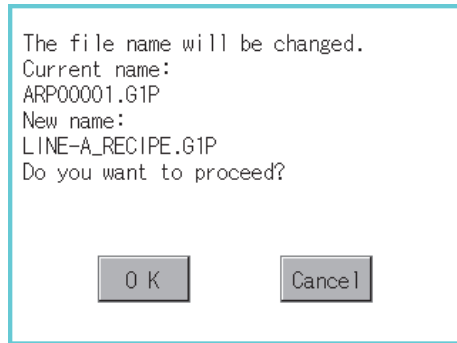 The file name will be changed.
Current name:
ARP00001.G1P
New name:
LINE-A_RECIPE.G1P
Do you want to proceed?
OK Cancel